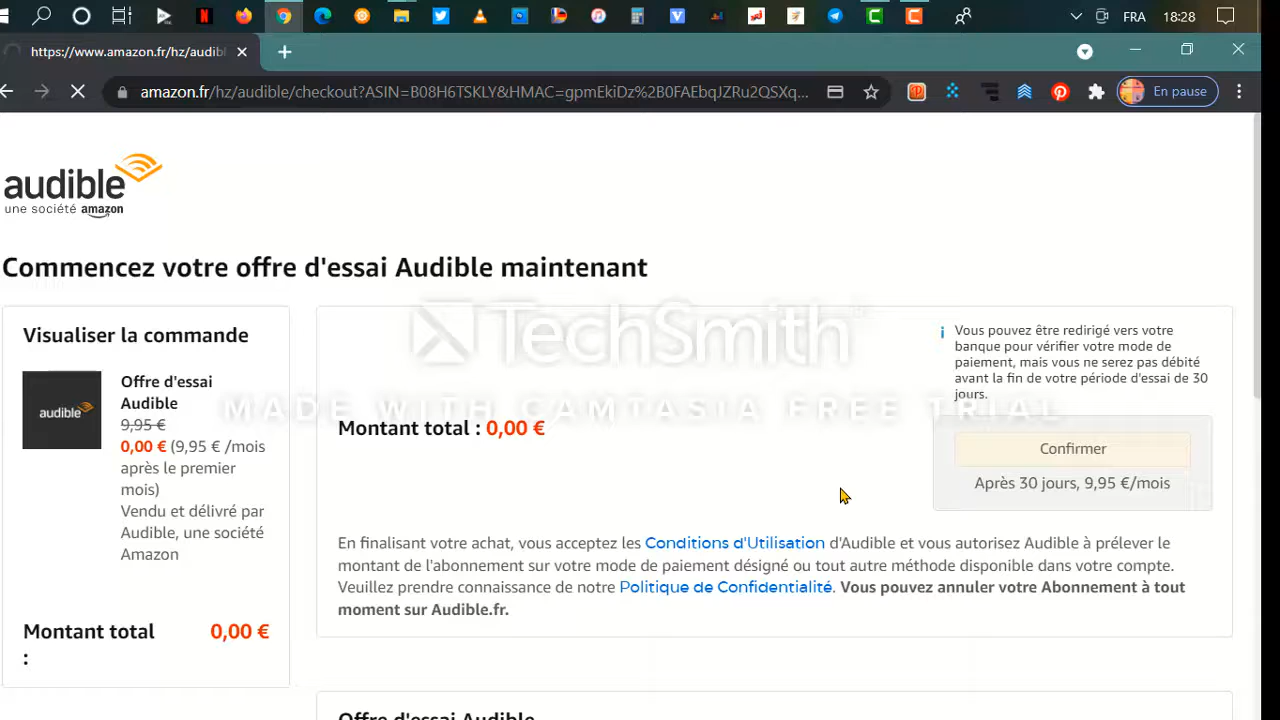 FRA
18:28
https://www.amazon.fr/hz/audibl
amazon.fr/hz/audible/checkout?ASIN=B08H6TSKLY&HMAC=gpmEkiDz%2B0FAEbqJZRu2QSXq...
En pause
audible
une société amazon
Commencez votre offre d'essai Audible maintenant
Visualiser la commande
audible
Offre d'essai
Audible
9,95 €
0,00 € (9,95 € /mois
après le premier
mois)
Vendu et délivré par
Audible, une société
Amazon
Montant total
:
0,00 €
Montant total : 0,00 €
Vous pouvez être redirigé vers votre
banque pour vérifier votre mode de
paiement, mais vous ne serez pas débité
avant la fin de votre période d'essai de 30
jours.
Confirmer
Après 30 jours, 9,95 €/mois
En finalisant votre achat, vous acceptez les Conditions d'Utilisation d'Audible et vous autorisez Audible à prélever le
montant de l'abonnement sur votre mode de paiement désigné ou tout autre méthode disponible dans votre compte.
Veuillez prendre connaissance de notre Politique de Confidentialité. Vous pouvez annuler votre Abonnement à tout
moment sur Audible.fr.
Offre d'essai Audible
TechSmith
MADE WITH CAMTASIA FREE TRIAL